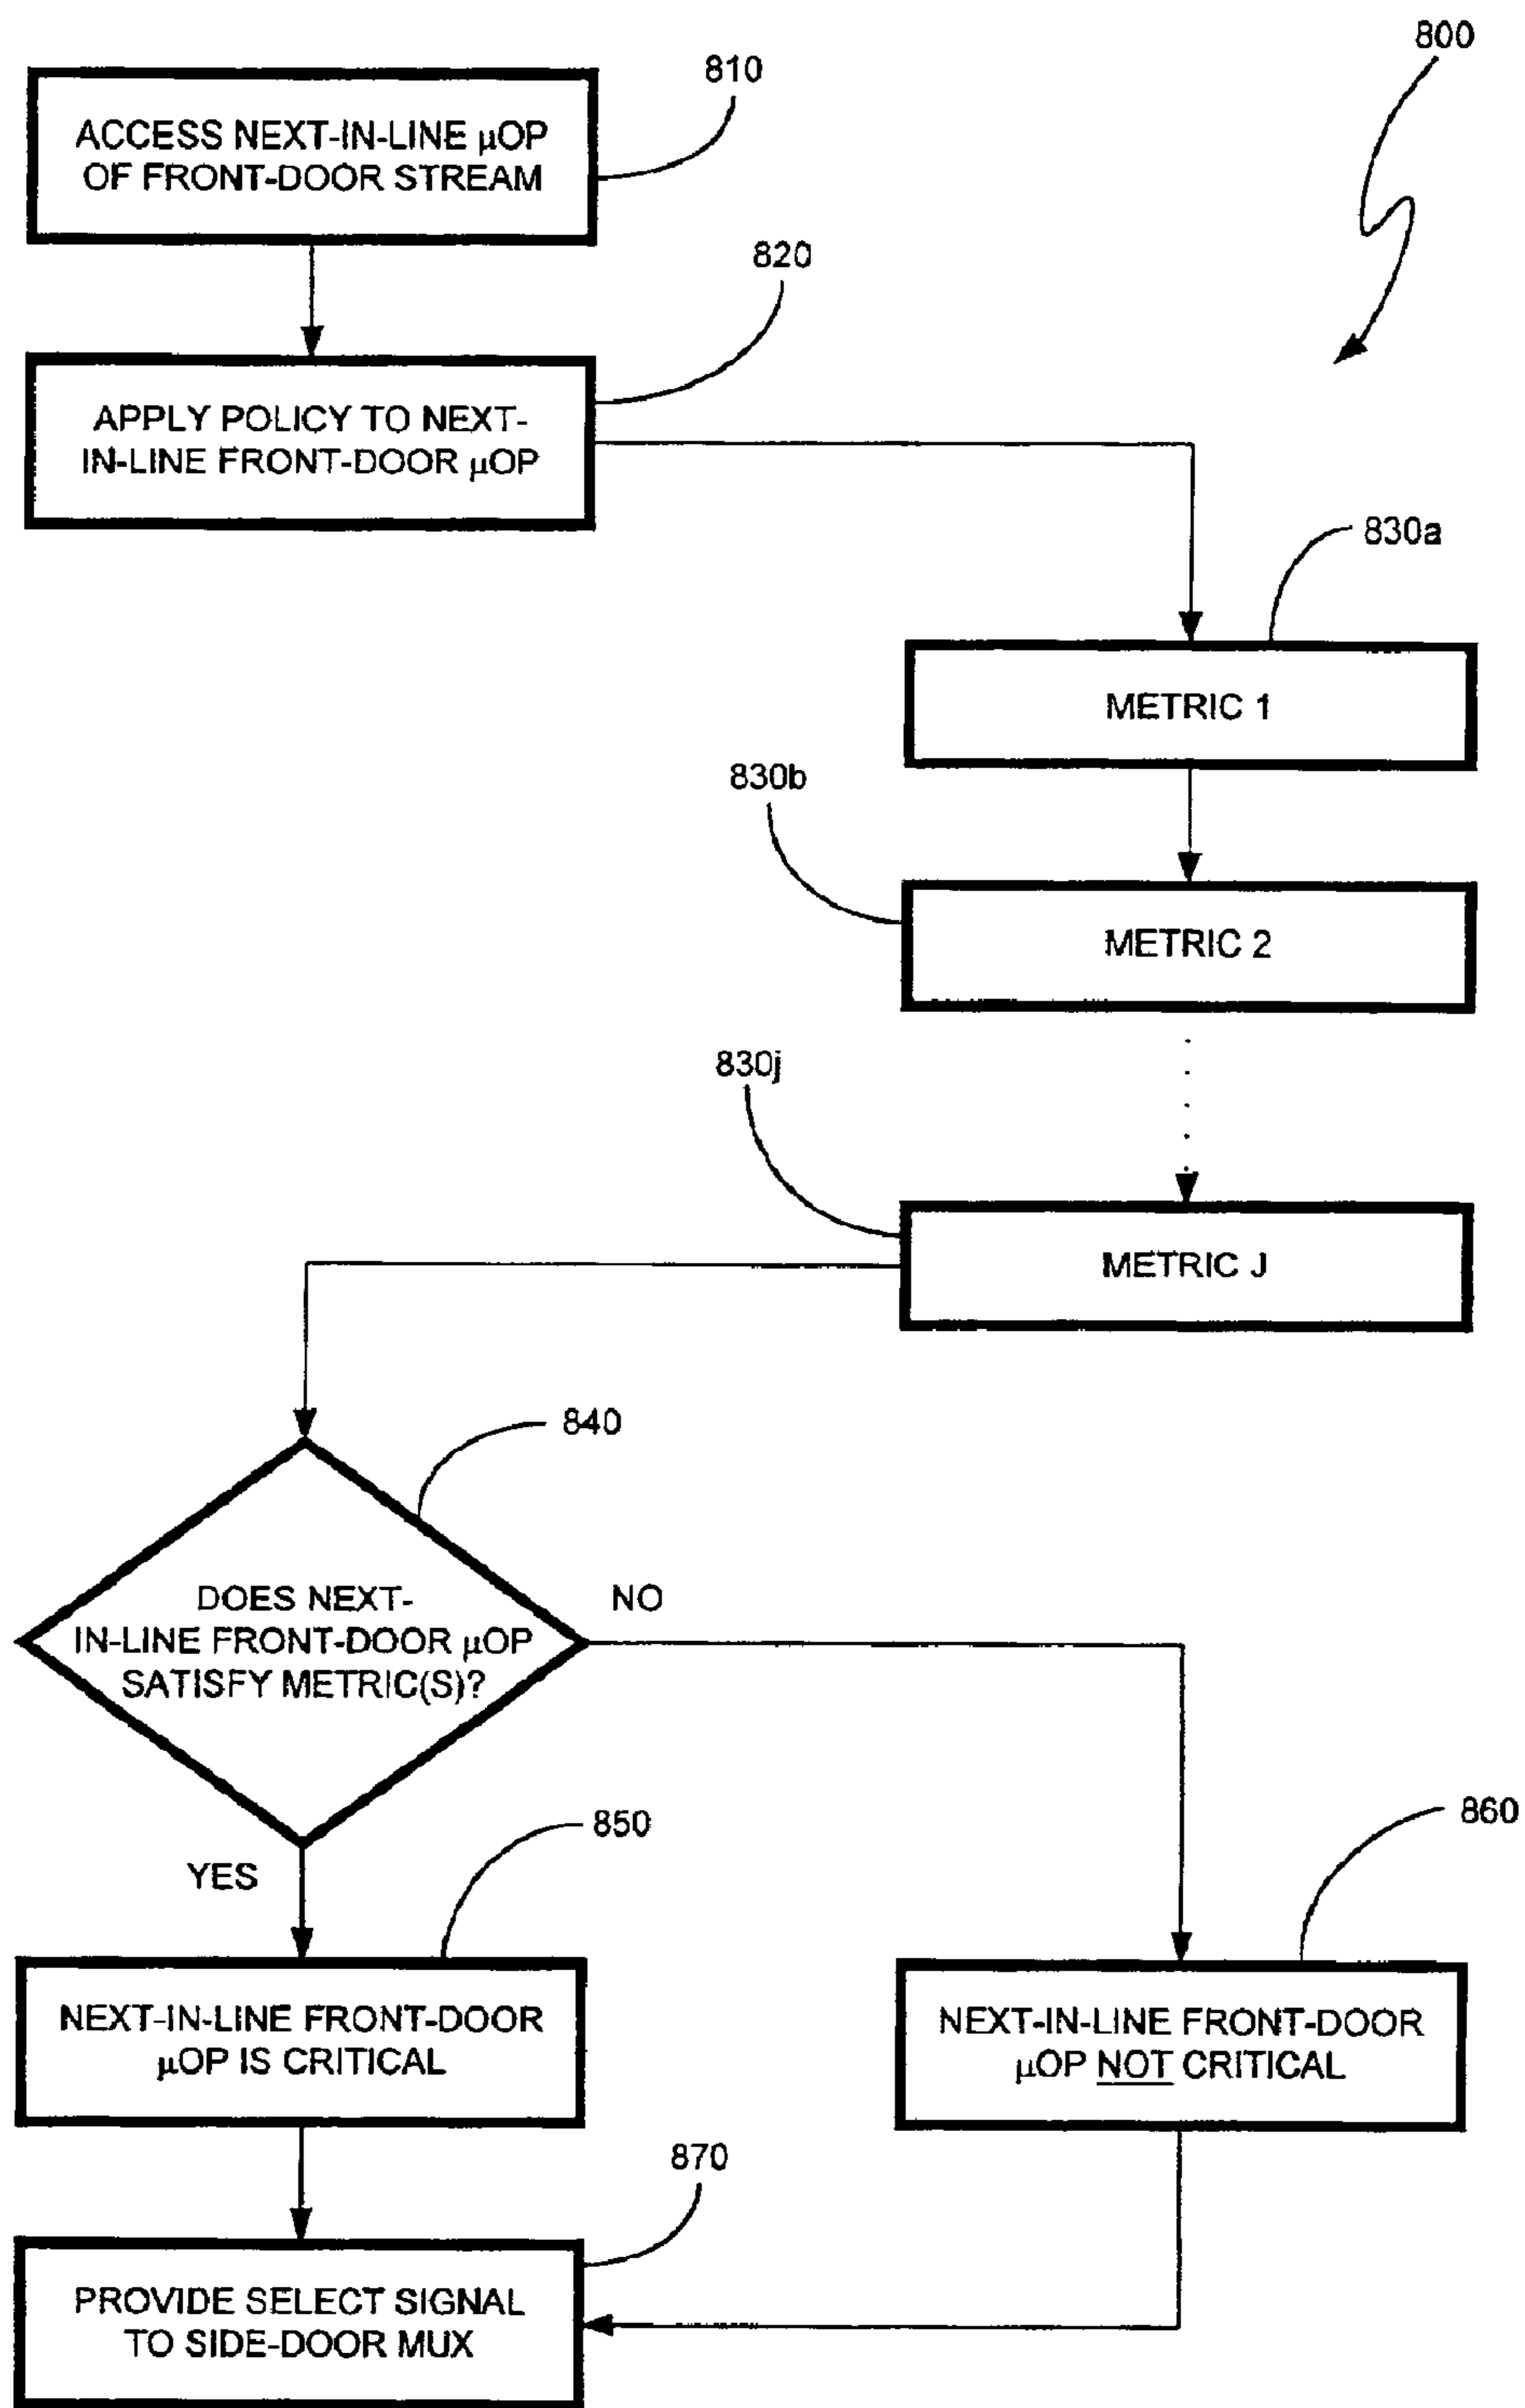 800
810
ACCESS NEXT-IN-LINE µOP
OF FRONT-DOOR STREAM
820
APPLY POLICY TO NEXT-
IN-LINE FRONT-DOOR µOP
830a
METRIC 1
830b
METRIC 2
830j
METRIC J
840
DOES NEXT-
IN-LINE FRONT-DOOR µOP
SATISFY METRIC(S)?
NO
YES
850
NEXT-IN-LINE FRONT-DOOR
µOP IS CRITICAL
860
NEXT-IN-LINE FRONT-DOOR
µOP NOT CRITICAL
870
PROVIDE SELECT SIGNAL
TO SIDE-DOOR MUX